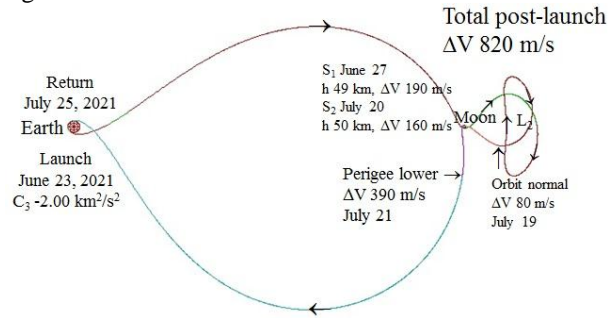 Total post-launch
ΔV 820 m/s
S₁ June 27
h 49 km, ΔV 190 m/s
S₂ July 20
h 50 km, ΔV 160 m/s
Moon
L₂
Return
July 25, 2021
Earth
Launch
June 23, 2021
C₃ -2.00 km²/s²
Perigee lower
ΔV 390 m/s
July 21
Orbit normal
ΔV 80 m/s
July 19